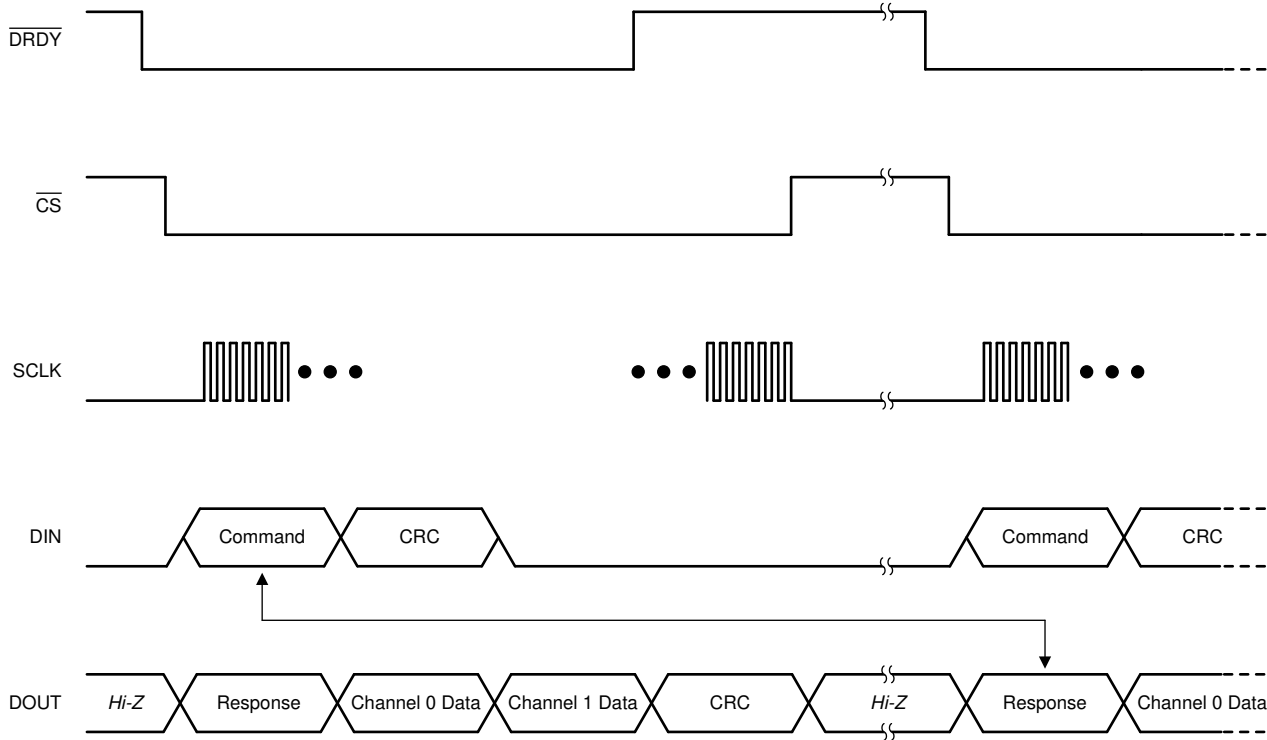 DRDY
CS
SCLK
DIN
Command
CRC
Command
CRC
DOUT
Hi-Z
Response
Channel 0 Data
Channel 1 Data
CRC
Hi-Z
Response
Channel 0 Data